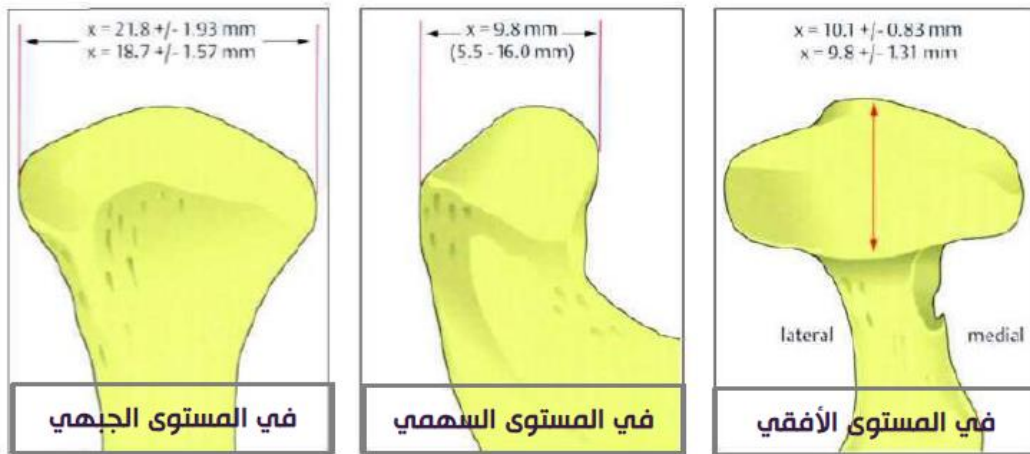 x = 21.8 +/- 1.93 mm
x = 18.7 +/- 1.57 mm
في المستوى الجبهي
x = 9.8 mm
(5.5 - 16.0 mm)
في المستوى السهمي
x = 10.1 +/- 0.83 mm
x = 9.8 +/- 1.31 mm
lateral
medial
في المستوى الأفقي